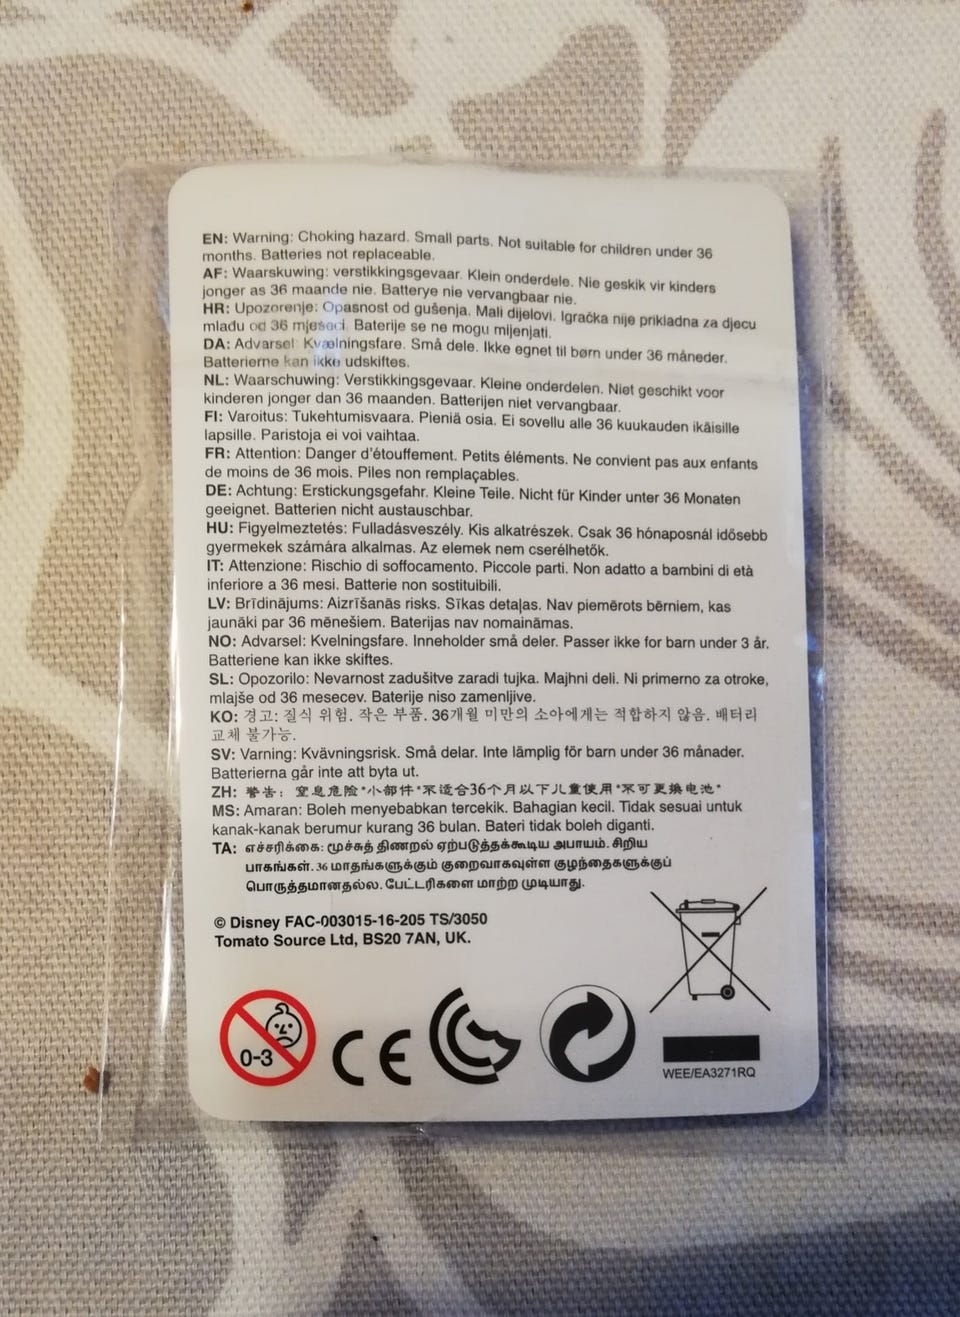 EN: Warning: Choking hazard. Small parts. Not suitable for children under 36
months. Batteries not replaceable.
AF: Waarskuwing: verstikkingsgevaar. Klein onderdele. Nie geskik vir kinders
jonger as 36 maande nie. Batterye nie vervangbaar nie.
HR: Upozorenje: Opasnost od gušenja. Mali dijelovi. Igračka nije prikladna za djecu
mlađu od 36 mjeseci. Baterije se ne mogu mijenjati.
DA: Advarsel: Kvælningsfare. Små dele. Ikke egnet til børn under 36 måneder.
Batterierne kan ikke udskiftes.
NL: Waarschuwing: Verstikkingsgevaar. Kleine onderdelen. Niet geschikt voor
kinderen jonger dan 36 maanden. Batterijen niet vervangbaar.
FI: Varoitus: Tukehtumisvaara. Pieniä osia. Ei sovellu alle 36 kuukauden ikäisille
lapsille. Paristoja ei voi vaihtaa.
FR: Attention: Danger d'étouffement. Petits éléments. Ne convient pas aux enfants
de moins de 36 mois. Piles non remplaçables.
DE: Achtung: Erstickungsgefahr. Kleine Teile. Nicht für Kinder unter 36 Monaten
geeignet. Batterien nicht austauschbar.
HU: Figyelmeztetés: Fulladásveszély. Kis alkatrészek. Csak 36 hónaposnál idősebb
gyermekek számára alkalmas. Az elemek nem cserélhetők.
IT: Attenzione: Rischio di soffocamento. Piccole parti. Non adatto a bambini di età
inferiore a 36 mesi. Batterie non sostituibili.
LV: Brīdinājums: Aizrīšanās risks. Sīkas detaļas. Nav piemērots bērniem, kas
jaunāki par 36 mēnešiem. Baterijas nav nomaināmas.
NO: Advarsel: Kvelningsfare. Inneholder små deler. Passer ikke for barn under 3 år.
Batteriene kan ikke skiftes.
SL: Opozorilo: Nevarnost zadušitve zaradi tujka. Majhni deli. Ni primerno za otroke,
mlajše od 36 mesecev. Baterije niso zamenljive.
KO: 경고: 질식 위험. 작은 부품. 36개월 미만의 소아에게는 적합하지 않음. 배터리
교체 불가능.
SV: Varning: Kvävningsrisk. Små delar. Inte lämplig för barn under 36 månader.
Batterierna går inte att byta ut.
ZH: 警告: 窒息危险*小部件*不适合36个月以下儿童使用*不可更换电池*
MS: Amaran: Boleh menyebabkan tercekik. Bahagian kecil. Tidak sesuai untuk
kanak-kanak berumur kurang 36 bulan. Bateri tidak boleh diganti.
TA: எச்சரிக்கை: மூச்சுத் திணறல் ஏற்படுத்தக்கூடிய அபாயம். சிறிய
பாகங்கள். 36 மாதங்களுக்கும் குறைவாகவுள்ள குழந்தைகளுக்குப்
பொருத்தமானதல்ல. பேட்டரிகளை மாற்ற முடியாது.
© Disney FAC-003015-16-205 TS/3050
Tomato Source Ltd, BS20 7AN, UK.
0-3
CE
WEE/EA3271RQ